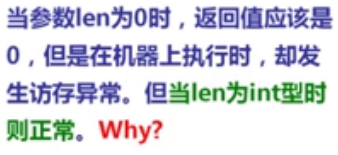 当参数len为0时，返回值应该是
0，但是在机器上执行时，却发
生访存异常。但当len为int型时
则正常。Why?